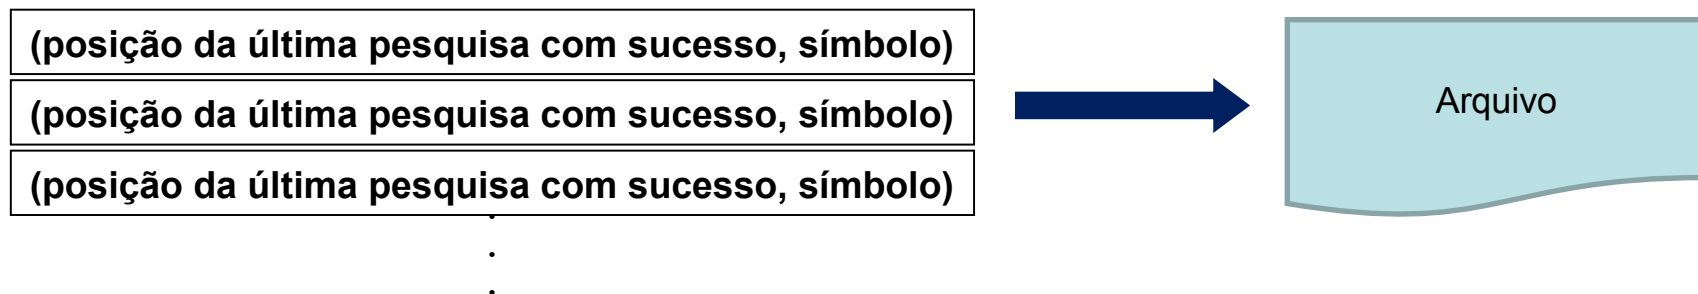 (posição da última pesquisa com sucesso, símbolo)
(posição da última pesquisa com sucesso, símbolo)
(posição da última pesquisa com sucesso, símbolo)
.
.
.
Arquivo